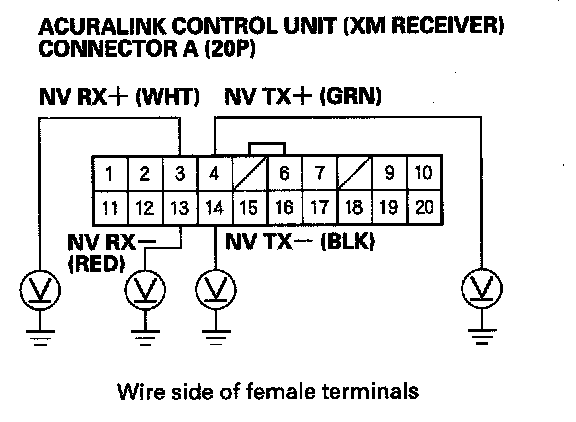 ACURALINK CONTROL UNIT (XM RECEIVER)
CONNECTOR A (20P)
NV RX+ (WHT) NV TX+ (GRN)
1 2 3 4 6 7 9 10
11 12 13 14 15 16 17 18 19 20
NV RX− NV TX− (BLK)
(RED)
V V V V
Wire side of female terminals